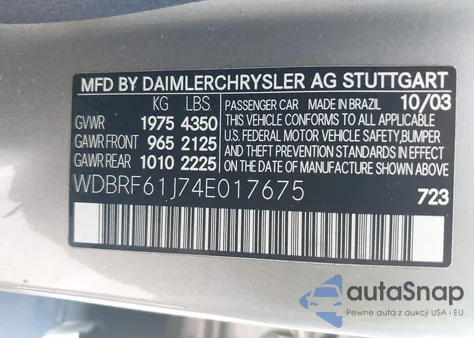 MFD BY DAIMLERCHRYSLER AG STUTTGART
KG LBS PASSENGER CAR MADE IN BRAZIL 10/03
GVWR 1975 4350 THIS VEHICLE CONFORMS TO ALL APPLICABLE
GAWR FRONT 965 2125 U.S. FEDERAL MOTOR VEHICLE SAFETY,BUMPER
GAWR REAR 1010 2225 AND THEFT PREVENTION STANDARDS IN EFFECT
ON THE DATE OF MANUFACTURE SHOWN ABOVE.
WDBRF61J74E017675
723
autoSnap
Pewne auta z aukcji USA i EU